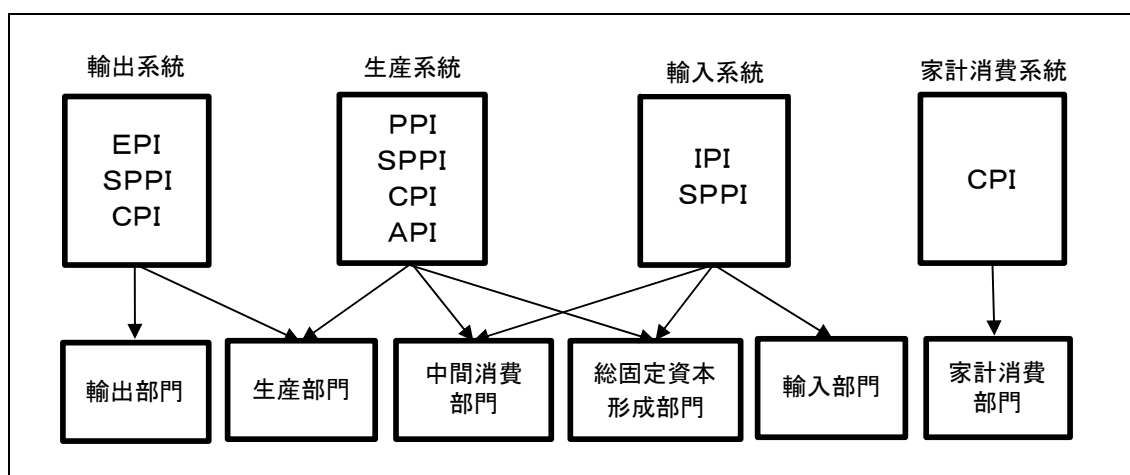 輸出系統
生産系統
輸入系統
家計消費系統
EPI
SPPI
CPI
PPI
SPPI
CPI
API
IPI
SPPI
CPI
輸出部門
生産部門
中間消費
部門
総固定資本
形成部門
輸入部門
家計消費
部門